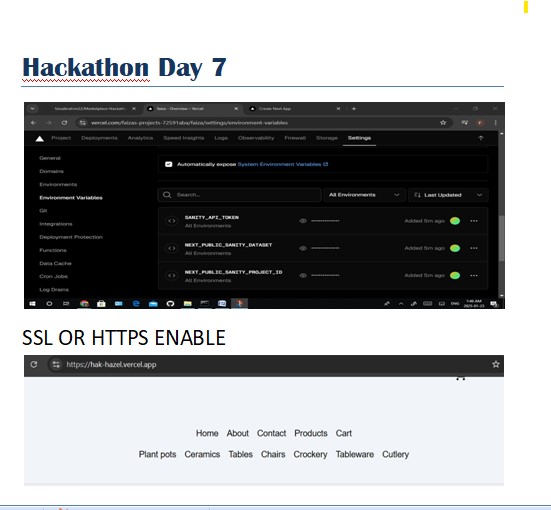 Hackathon Day 7
Create Next App
vercel.com/faizas-projects-72591aba/faiza/settings/environment-variables
Project Deployments Analytics Speed Insights Logs Observability Firewall Storage Settings
General
Automatically expose System Environment Variables
Domains
Environments
Search... All Environments Last Updated
Environment Variables
Git
SANITY_API_TOKEN Added 5m ago
All Environments
Integrations
Deployment Protection
NEXT_PUBLIC_SANITY_DATASET Added 5m ago
All Environments
Functions
Data Cache
NEXT_PUBLIC_SANITY_PROJECT_ID Added 5m ago
All Environments
Cron Jobs
Log Drains
SSL OR HTTPS ENABLE
https://hak-hazel.vercel.app
Home About Contact Products Cart
Plant pots Ceramics Tables Chairs Crockery Tableware Cutlery